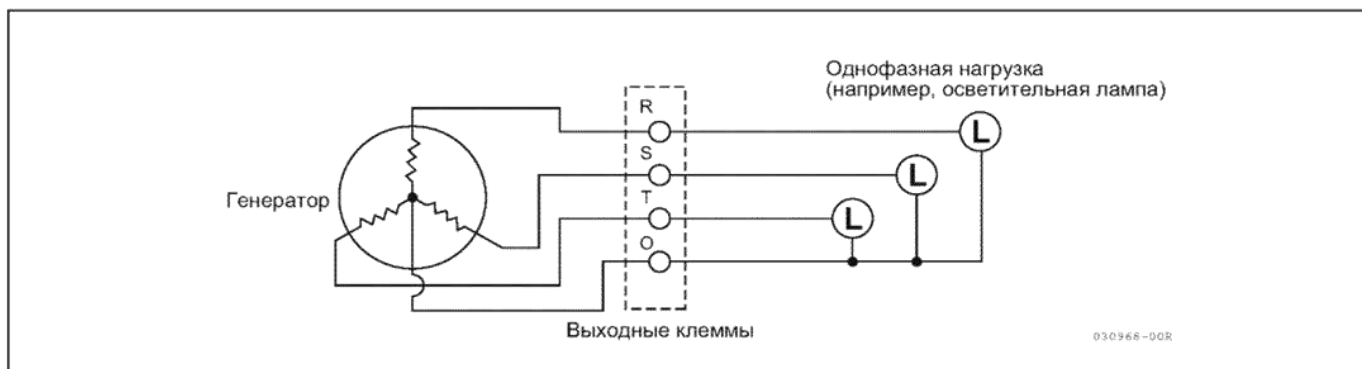 Однофазная нагрузка
(например, осветительная лампа)
R
L
S
L
Генератор
T
L
O
Выходные клеммы
030968-00R